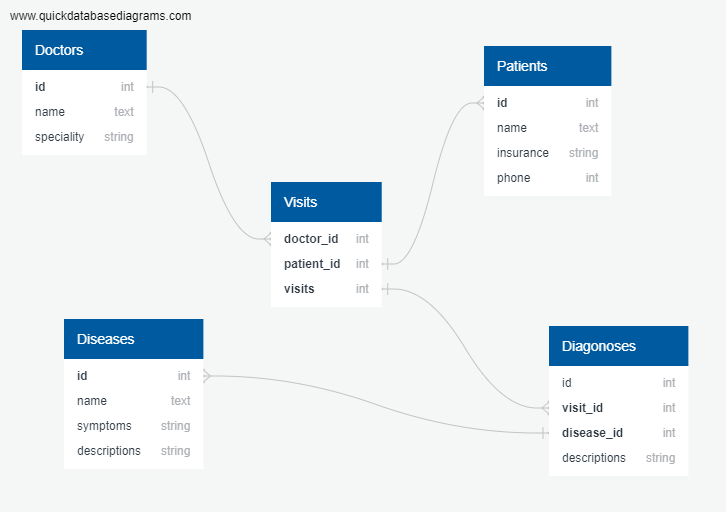 www.quickdatabasediagrams.com
Doctors
id int
name text
speciality string
Patients
id int
name text
insurance string
phone int
Visits
doctor_id int
patient_id int
visits int
Diseases
id int
name text
symptoms string
descriptions string
Diagonoses
id int
visit_id int
disease_id int
descriptions string